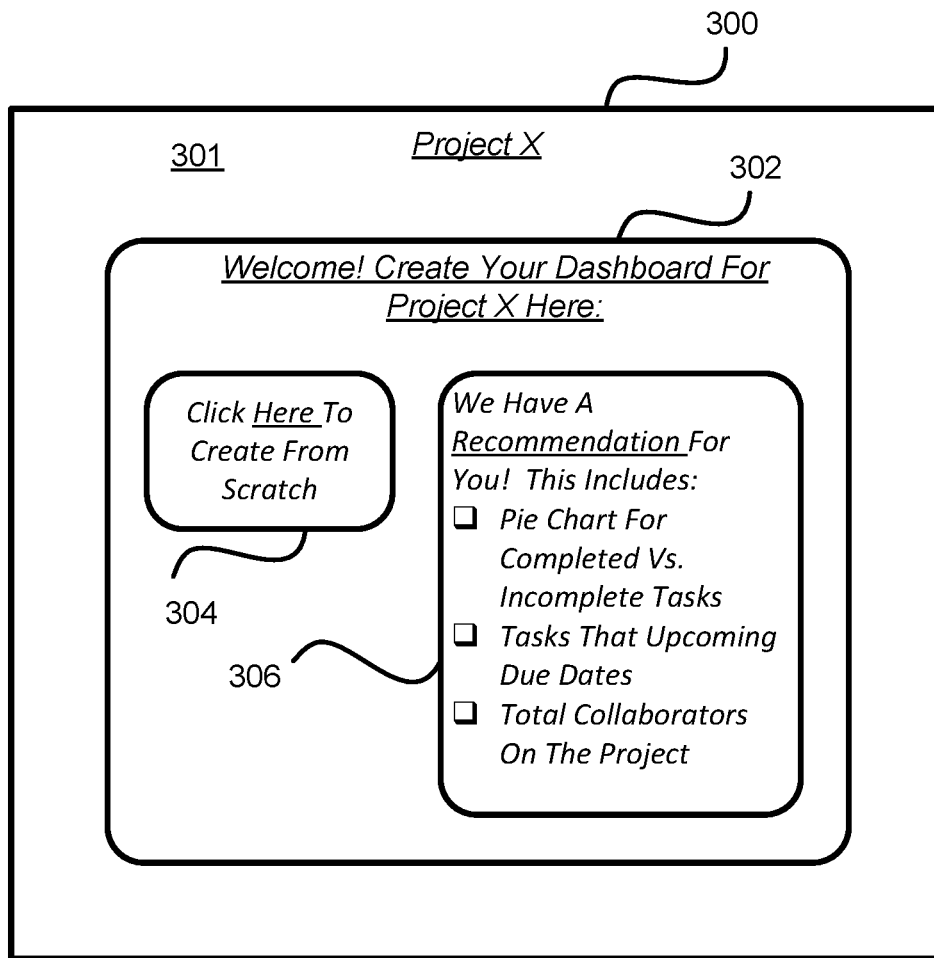 300
Project X
301
302
Welcome! Create Your Dashboard For
Project X Here:
Click Here To
Create From
Scratch
304
We Have A
Recommendation For
You! This Includes:
❑ Pie Chart For
Completed Vs.
Incomplete Tasks
❑ Tasks That Upcoming
Due Dates
❑ Total Collaborators
On The Project
306